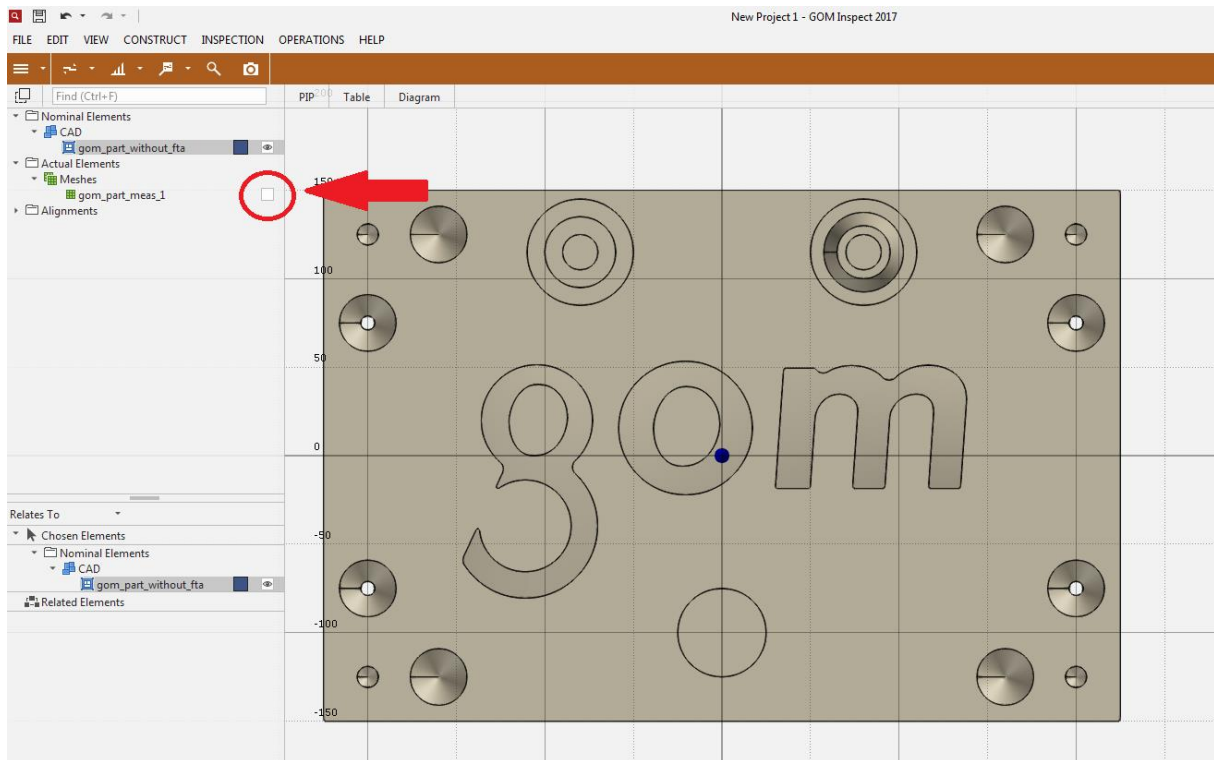 New Project 1 - GOM Inspect 2017
FILE EDIT VIEW CONSTRUCT INSPECTION OPERATIONS HELP
Find (Ctrl+F)
PIP Table Diagram
200
Nominal Elements
CAD
gom_part_without_fta
Actual Elements
Meshes
gom_part_meas_1
Alignments
150
100
50
0
-50
-100
-150
gom
Relates To
Chosen Elements
Nominal Elements
CAD
gom_part_without_fta
Related Elements